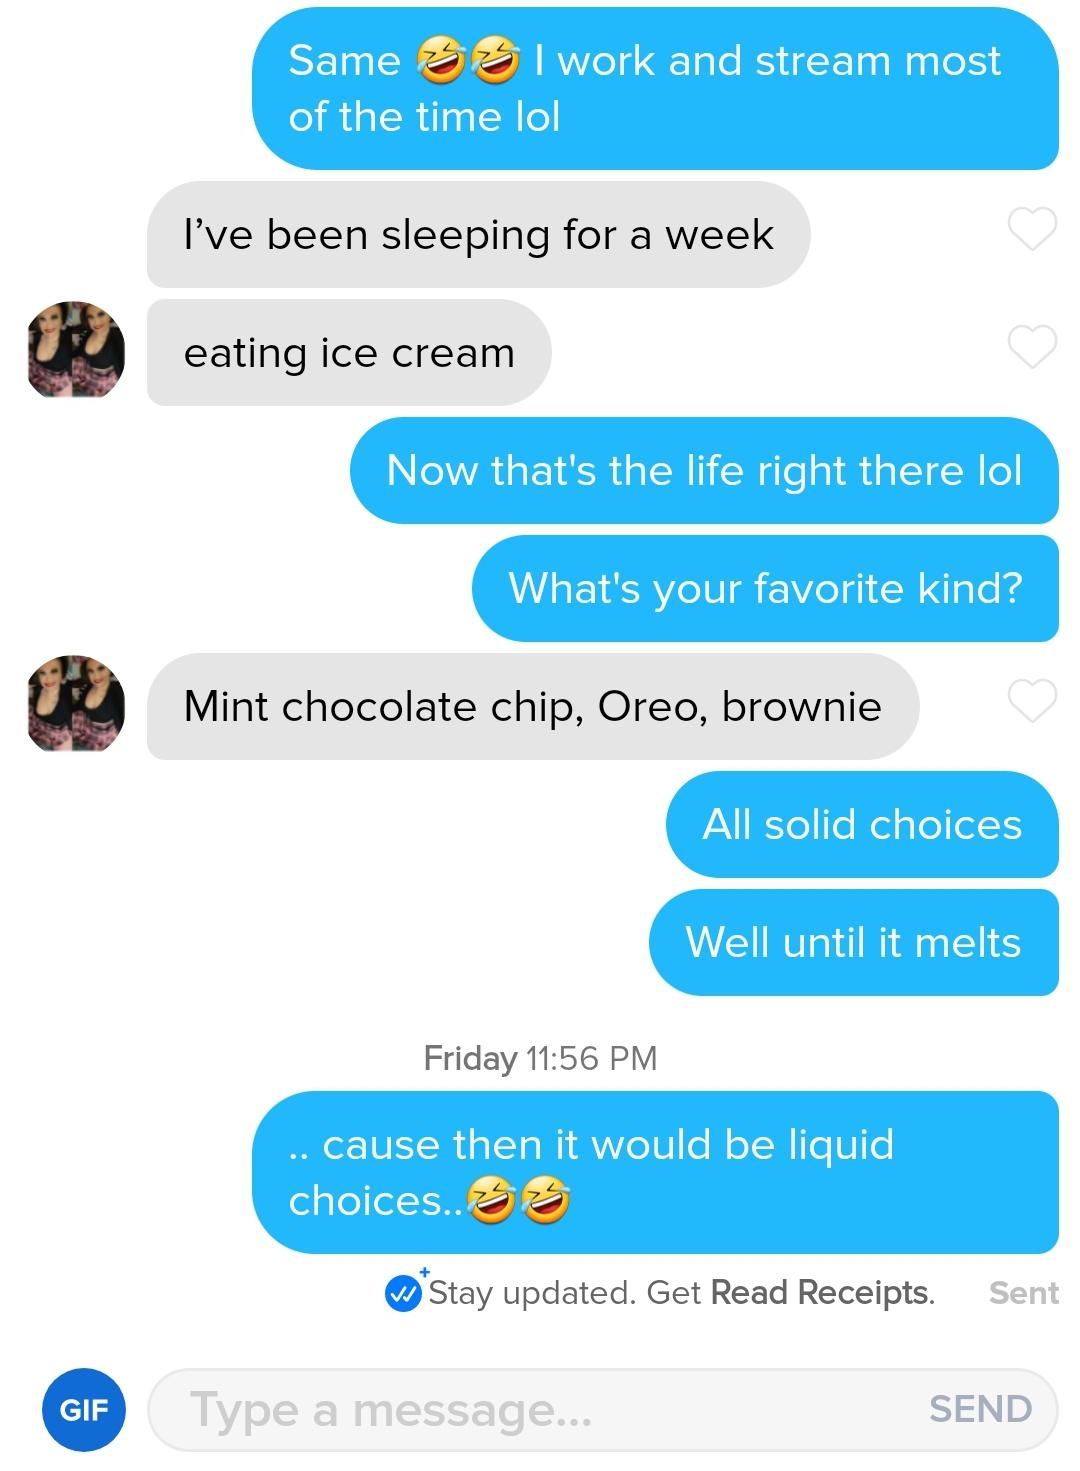 Same 🤣🤣 I work and stream most
of the time lol
I’ve been sleeping for a week
eating ice cream
Now that's the life right there lol
What's your favorite kind?
Mint chocolate chip, Oreo, brownie
All solid choices
Well until it melts
Friday 11:56 PM
.. cause then it would be liquid
choices..🤣🤣
Stay updated. Get Read Receipts. Sent
GIF Type a message... SEND